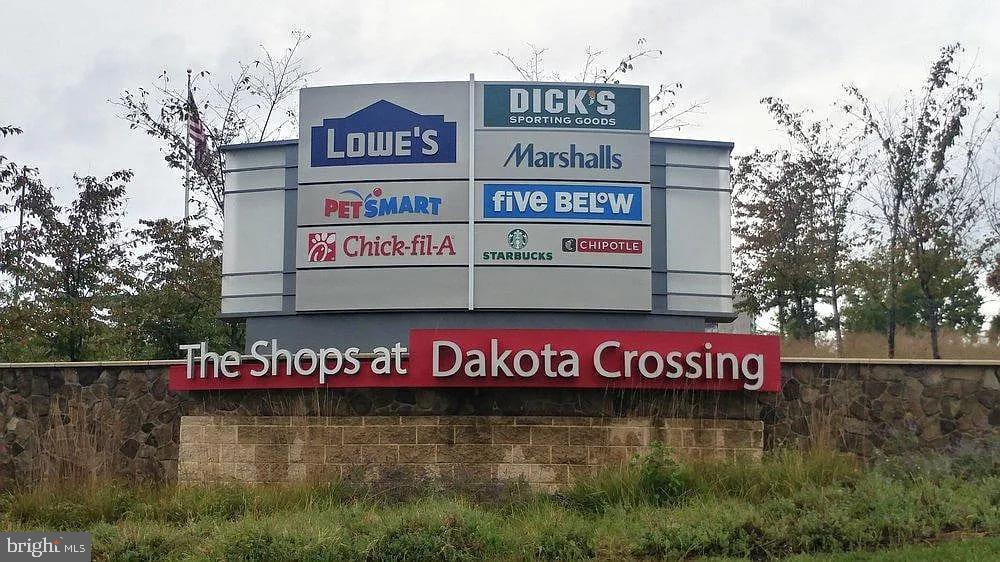 LOWE'S
DICK'S
SPORTING GOODS
Marshalls
PETSMART
five BELOW
Chick-fil-A
STARBUCKS
CHIPOTLE
The Shops at Dakota Crossing
bright MLS